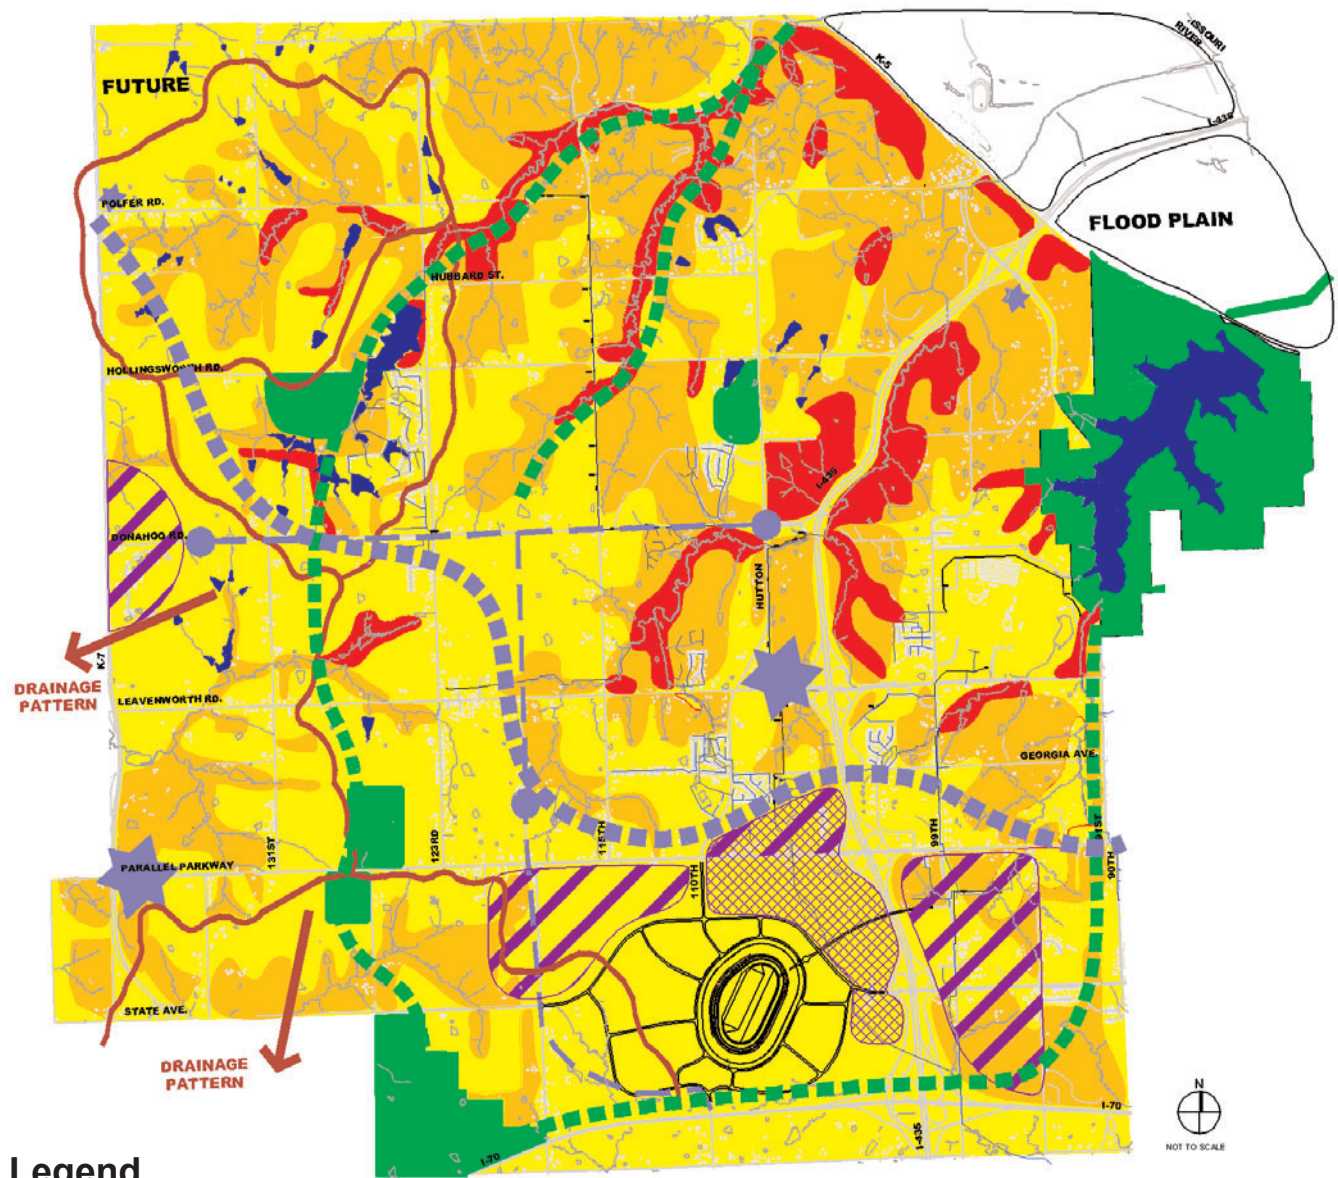 FUTURE
K-5
MISSOURI
RIVER
I-435
FLOOD PLAIN
POLFER RD.
HUBBARD ST.
HOLLINGSWORTH RD.
I-435
DONAHOO RD.
HUTTON
K-7
DRAINAGE
PATTERN
LEAVENWORTH RD.
GEORGIA AVE.
131ST
123RD
115TH
99TH
91ST
PARALLEL PARKWAY
110TH
90TH
STATE AVE.
DRAINAGE
PATTERN
I-70
I-435
I-70
N
NOT TO SCALE
Legend